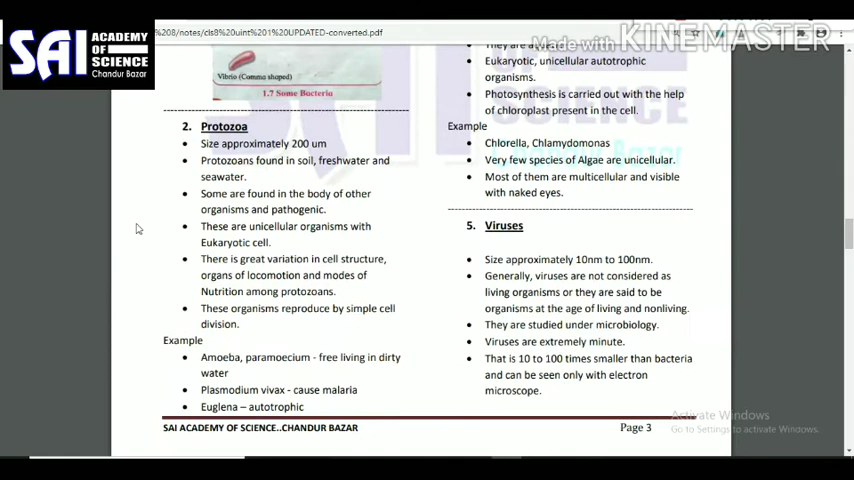 SAI
ACADEMY
OF
SCIENCE
Chandur Bazar
208/notes/cls8%20uint%201%20UPDATED-converted.pdf
Made with KINEMASTER
Vibrio (Comma shaped)
1.7 Some Bacteria
2. Protozoa
• Size approximately 200 um
• Protozoans found in soil, freshwater and
seawater.
• Some are found in the body of other
organisms and pathogenic.
• These are unicellular organisms with
Eukaryotic cell.
• There is great variation in cell structure,
organs of locomotion and modes of
Nutrition among protozoans.
• These organisms reproduce by simple cell
division.
Example
• Amoeba, paramoecium - free living in dirty
water
• Plasmodium vivax - cause malaria
• Euglena – autotrophic
• They are
• Eukaryotic, unicellular autotrophic
organisms.
• Photosynthesis is carried out with the help
of chloroplast present in the cell.
Example
• Chlorella, Chlamydomonas
• Very few species of Algae are unicellular.
• Most of them are multicellular and visible
with naked eyes.
5. Viruses
• Size approximately 10nm to 100nm.
• Generally, viruses are not considered as
living organisms or they are said to be
organisms at the age of living and nonliving.
• They are studied under microbiology.
• Viruses are extremely minute.
• That is 10 to 100 times smaller than bacteria
and can be seen only with electron
microscope.
SAI ACADEMY OF SCIENCE..CHANDUR BAZAR
Page 3
Activate Windows
Go to Settings to activate Windows.